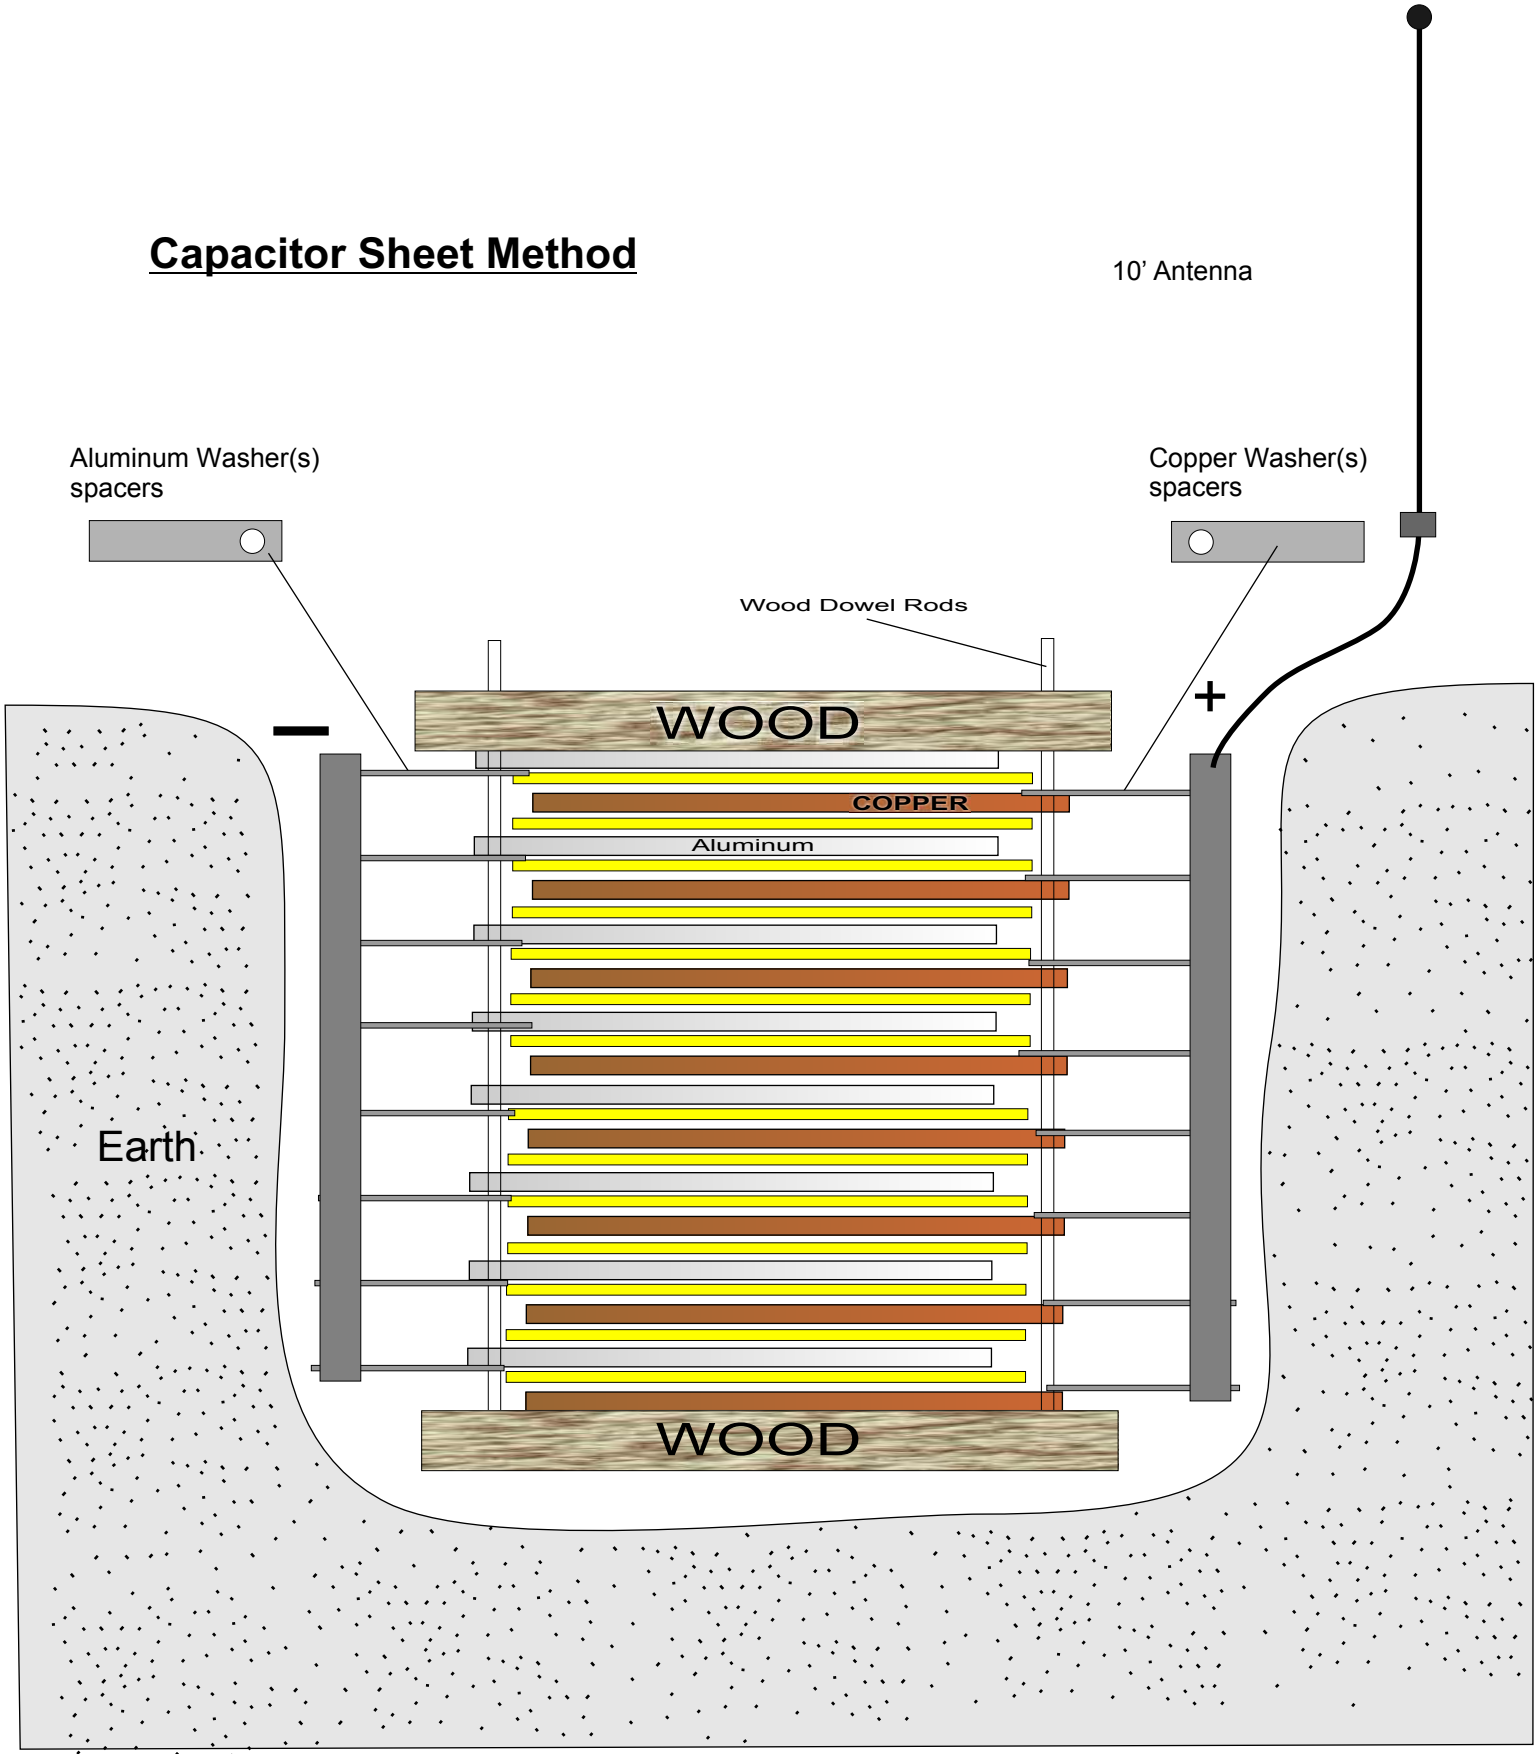 Capacitor Sheet Method
10’ Antenna
Aluminum Washer(s)
spacers
Copper Washer(s)
spacers
Wood Dowel Rods
WOOD
+
COPPER
Aluminum
Earth
WOOD